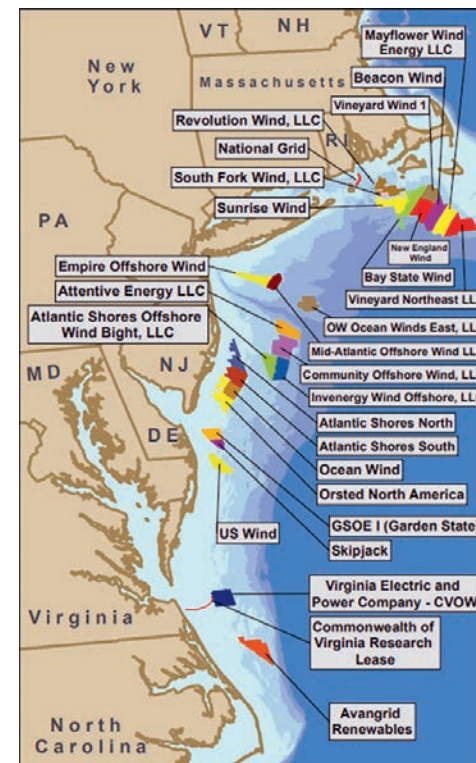 VT
NH
New
York
Massachusetts
Mayflower Wind
Energy LLC
Beacon Wind
Vineyard Wind 1
Revolution Wind, LLC
RI
National Grid
South Fork Wind, LLC
Sunrise Wind
PA
New England
Wind
Bay State Wind
Vineyard Northeast LL
Empire Offshore Wind
Attentive Energy LLC
Atlantic Shores Offshore
Wind Bight, LLC
OW Ocean Winds East, LL
Mid-Atlantic Offshore Wind LL
Community Offshore Wind, LL
Invenergy Wind Offshore, LL
NJ
MD
DE
Atlantic Shores North
Atlantic Shores South
Ocean Wind
Orsted North America
GSOE I (Garden State)
Skipjack
US Wind
Virginia
Virginia Electric and
Power Company - CVOW
Commonwealth of
Virginia Research
Lease
Avangrid
Renewables
North
Carolina